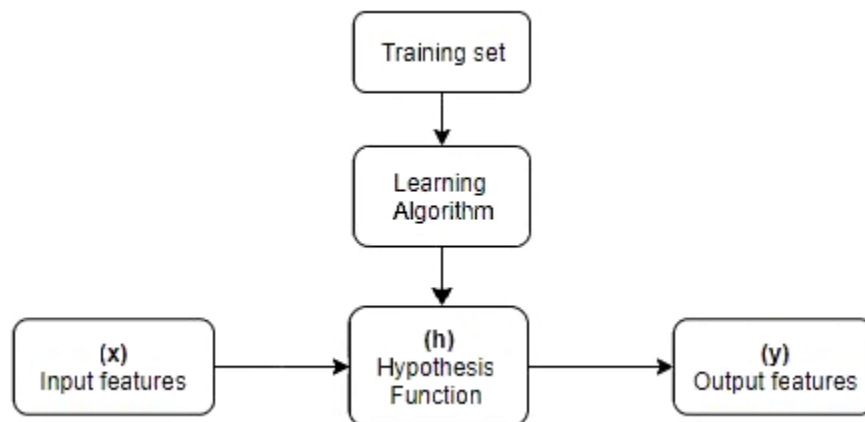 Training set
Learning
Algorithm
(x)
Input features
(h)
Hypothesis
Function
(y)
Output features